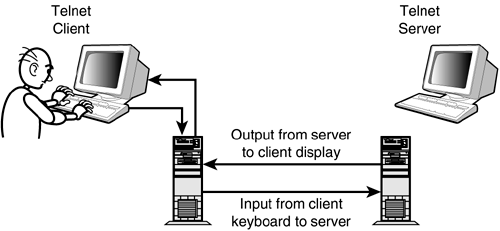 Telnet
Client
Telnet
Server
Output from server
to client display
Input from client
keyboard to server